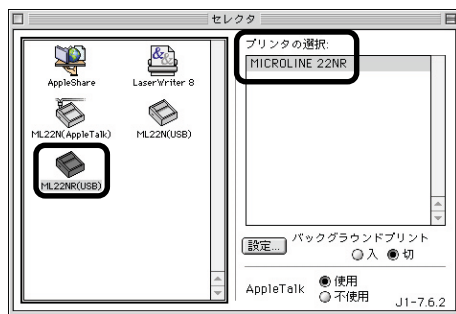 セレクタ
AppleShare
LaserWriter 8
ML22N(AppleTalk)
ML22N(USB)
ML22NR(USB)
プリンタの選択:
MICROLINE 22NR
設定...
バックグラウンドプリント
入 切
AppleTalk
使用
不使用
J1-7.6.2